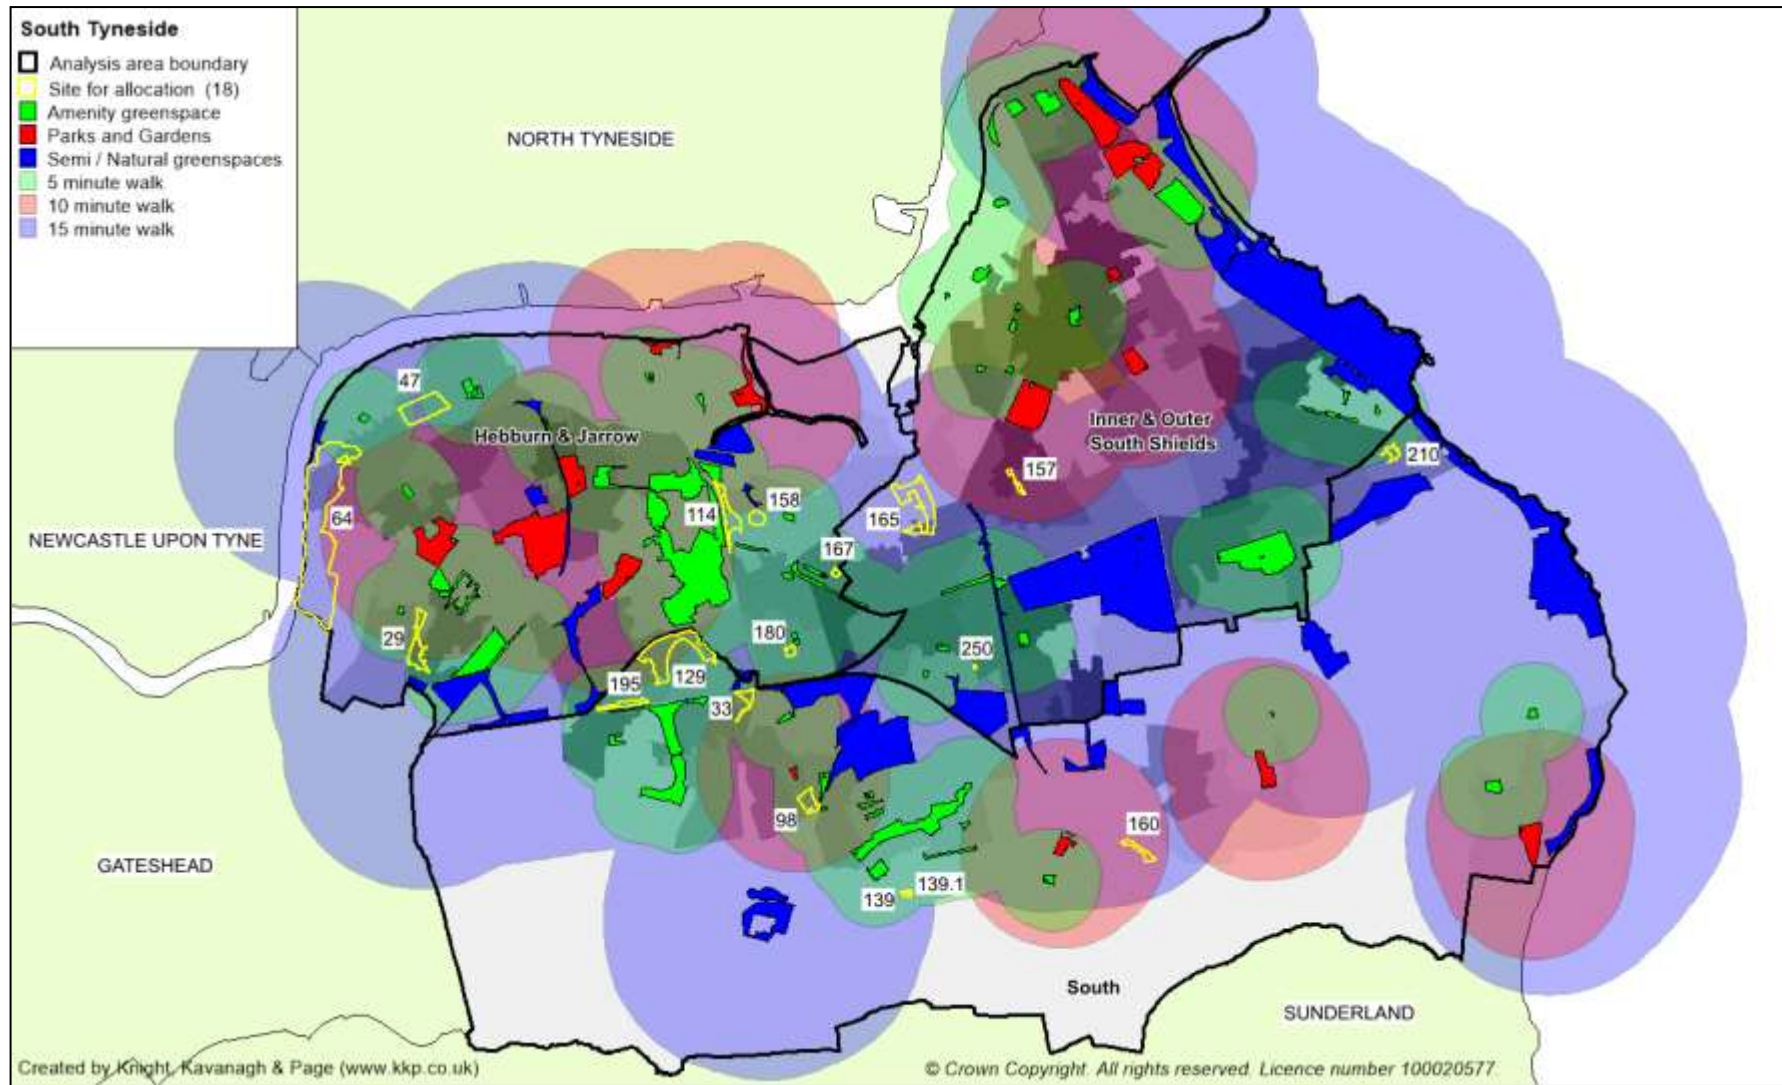 South Tyneside
Analysis area boundary
Site for allocation (18)
Amenity greenspace
Parks and Gardens
Semi / Natural greenspaces
5 minute walk
10 minute walk
15 minute walk
NORTH TYNESIDE
47
Hebburn & Jarrow
Inner & Outer
South Shields
210
157
158
114
165
64
NEWCASTLE UPON TYNE
167
29
180
250
195
129
33
98
160
139.1
139
GATESHEAD
South
SUNDERLAND
Created by Knight, Kavanagh & Page (www.kkp.co.uk)
© Crown Copyright. All rights reserved. Licence number 100020577.